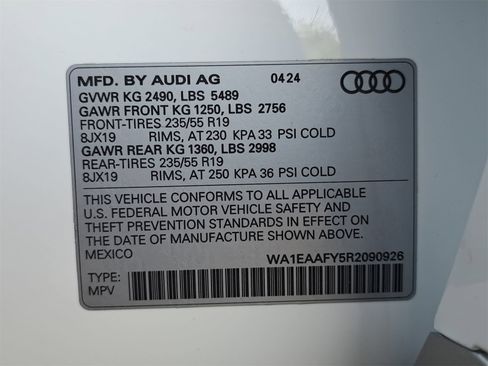 MFD. BY AUDI AG 0424
GVWR KG 2490, LBS 5489
GAWR FRONT KG 1250, LBS 2756
FRONT-TIRES 235/55 R19
8JX19 RIMS, AT 230 KPA 33 PSI COLD
GAWR REAR KG 1360, LBS 2998
REAR-TIRES 235/55 R19
8JX19 RIMS, AT 250 KPA 36 PSI COLD
THIS VEHICLE CONFORMS TO ALL APPLICABLE
U.S. FEDERAL MOTOR VEHICLE SAFETY AND
THEFT PREVENTION STANDARDS IN EFFECT ON
THE DATE OF MANUFACTURE SHOWN ABOVE.
MEXICO
WA1EAAFY5R2090926
TYPE:
MPV